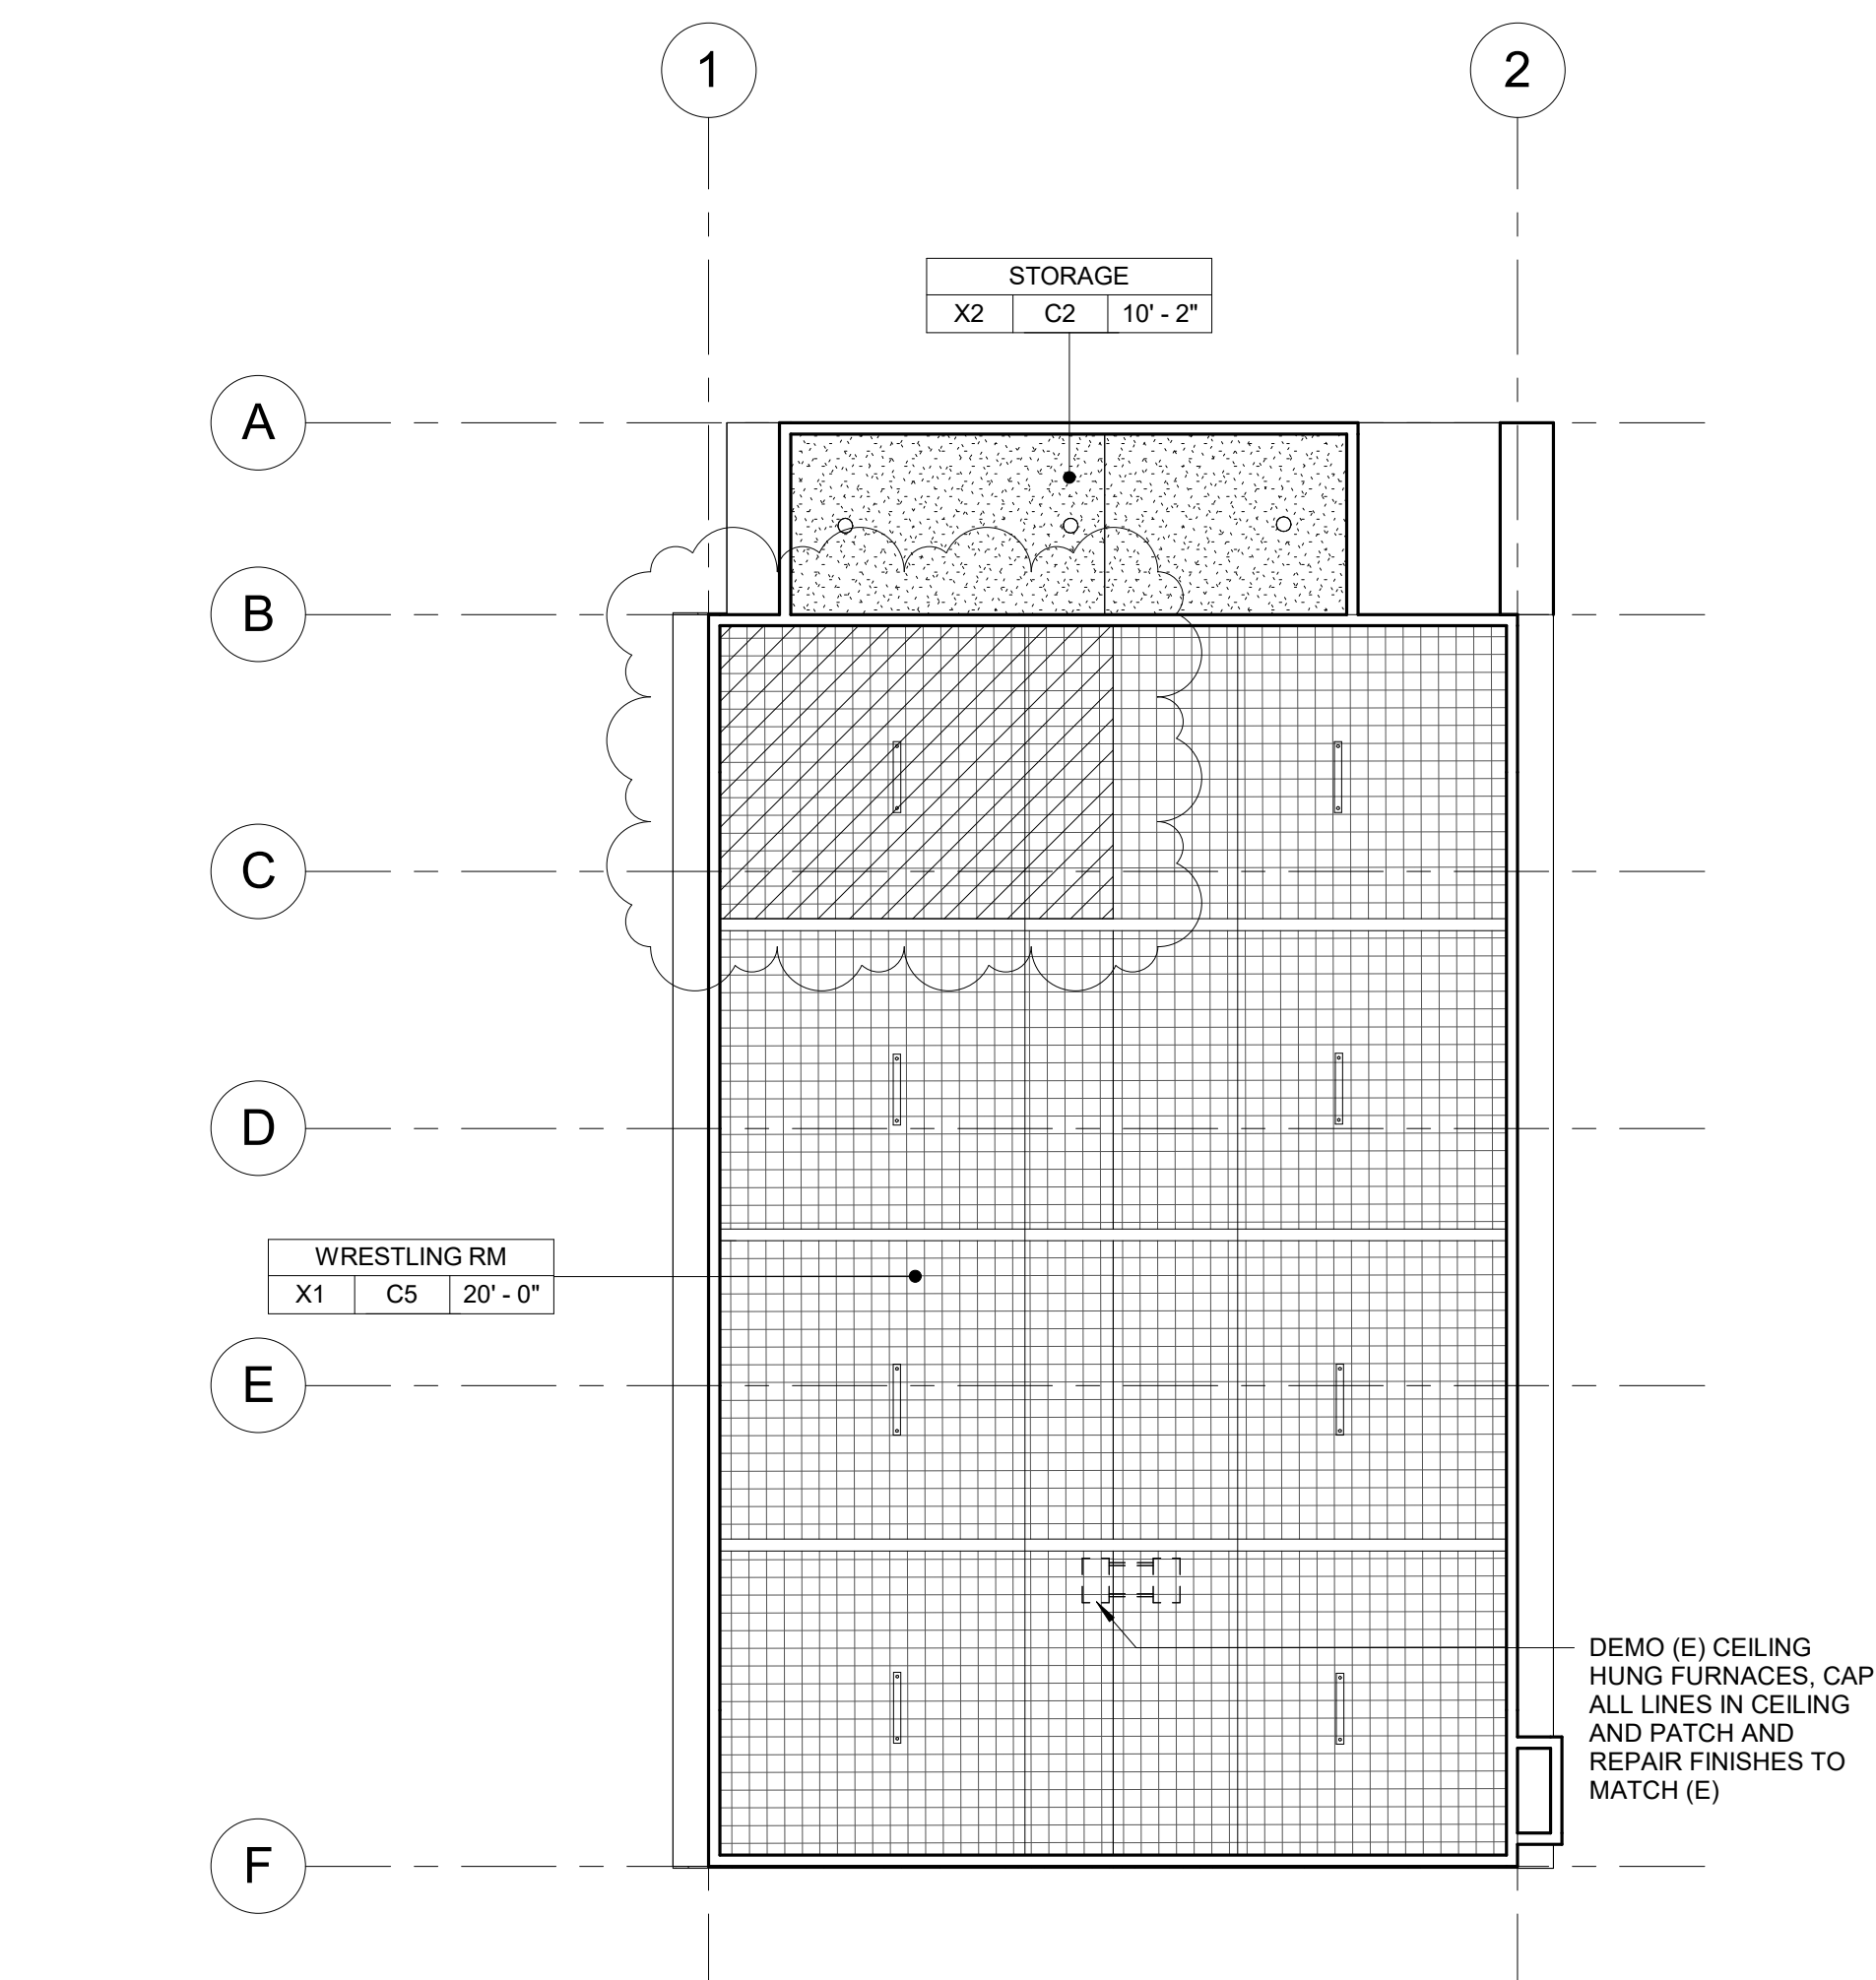 1
2
STORAGE
X2 C2 10' - 2"
A
B
C
D
WRESTLING RM
X1 C5 20' - 0"
E
DEMO (E) CEILING
HUNG FURNACES, CAP
ALL LINES IN CEILING
AND PATCH AND
REPAIR FINISHES TO
MATCH (E)
F